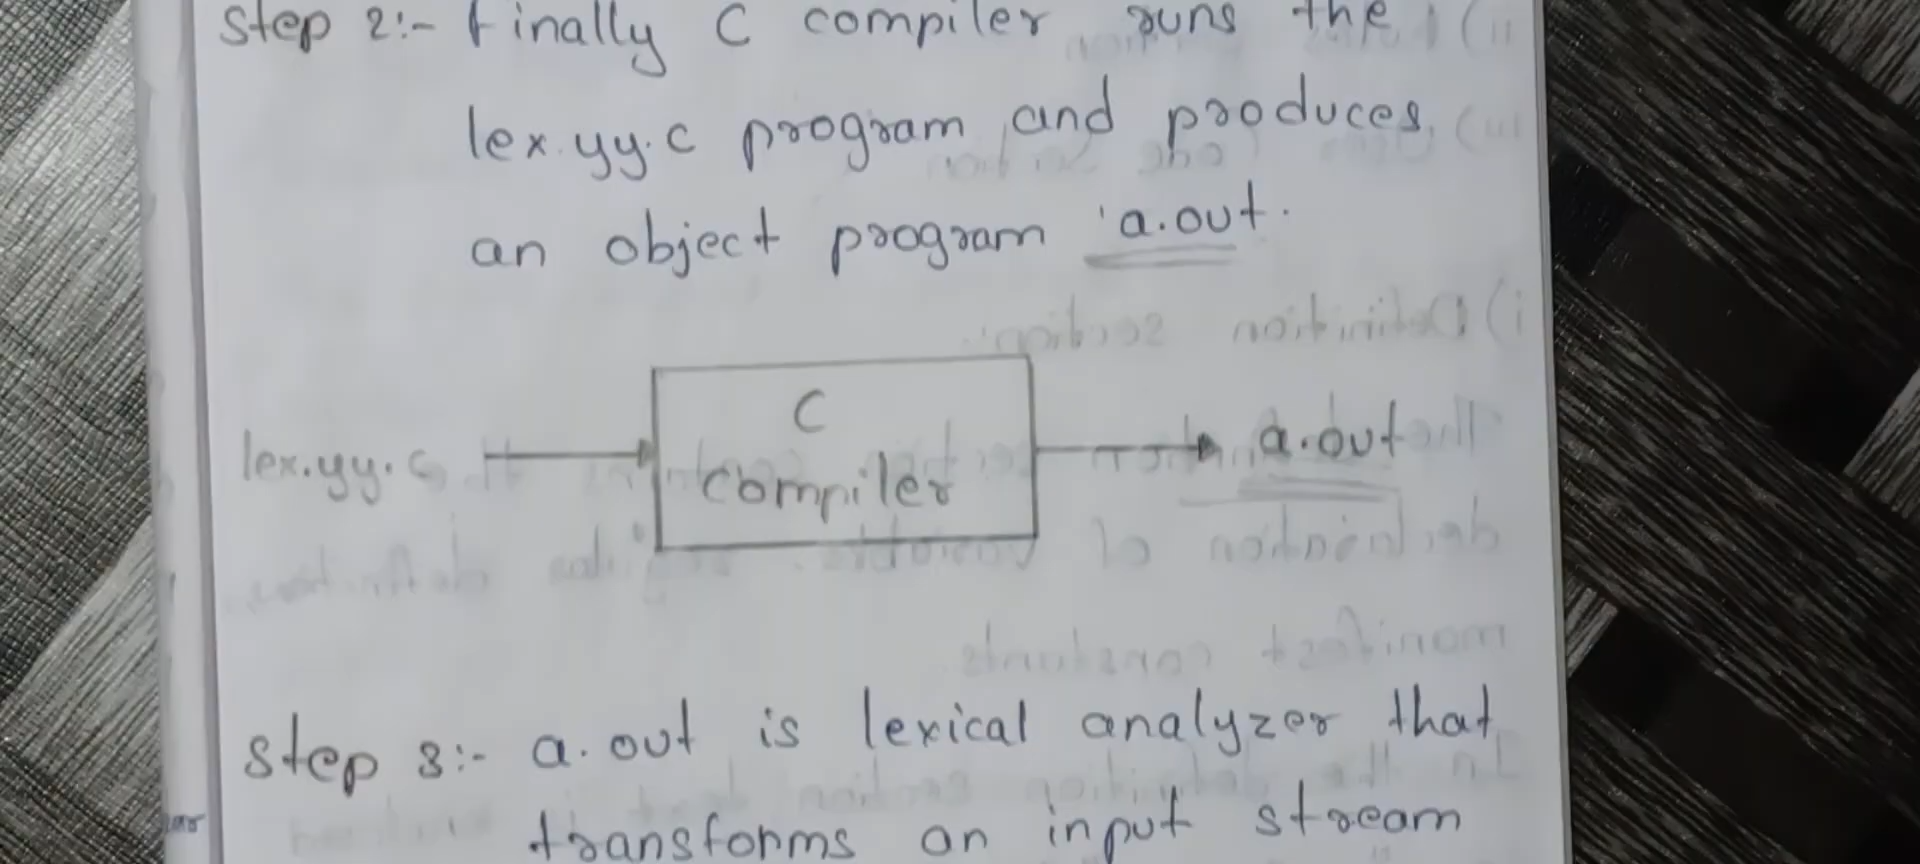 Step 2:- Finally C compiler runs the
lex.yy.c program and produces
an object program a.out.
lex.yy.c
C
compiler
a.out
Step 3:- a.out is lexical analyzer that
transforms an input stream